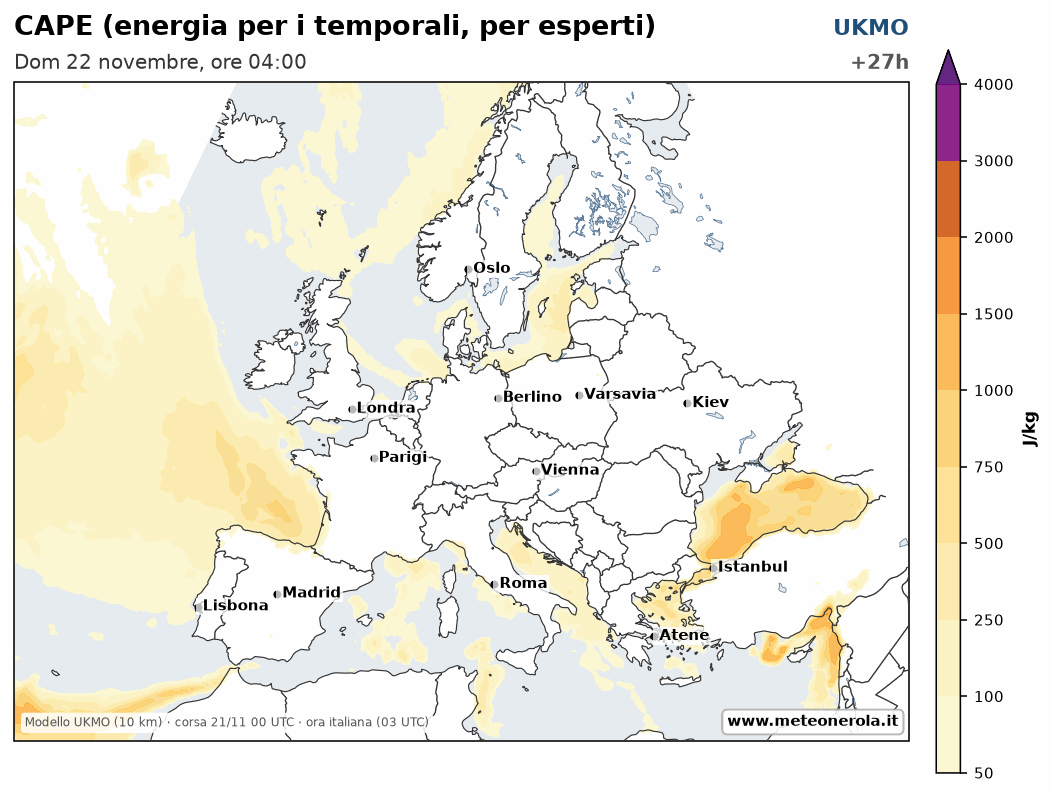 CAPE (energia per i temporali, per esperti)
UKMO
Dom 22 novembre, ore 04:00
+27h
4000
3000
2000
1500
1000
750
500
250
100
50
J/kg
Oslo
Londra
Berlino
Varsavia
Kiev
Parigi
Vienna
Istanbul
Roma
Madrid
Lisbona
Atene
Modello UKMO (10 km) · corsa 21/11 00 UTC · ora italiana (03 UTC)
www.meteonerola.it